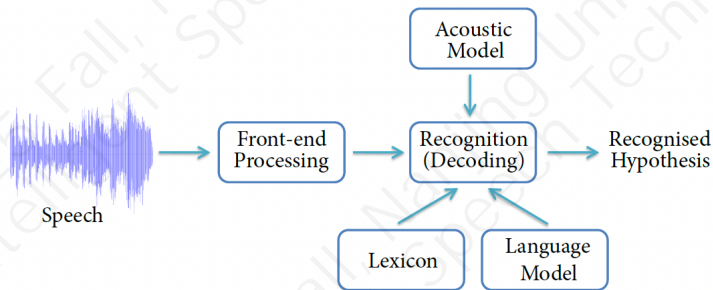 Acoustic
Model
Front-end
Processing
Recognition
(Decoding)
Recognised
Hypothesis
Speech
Lexicon
Language
Model